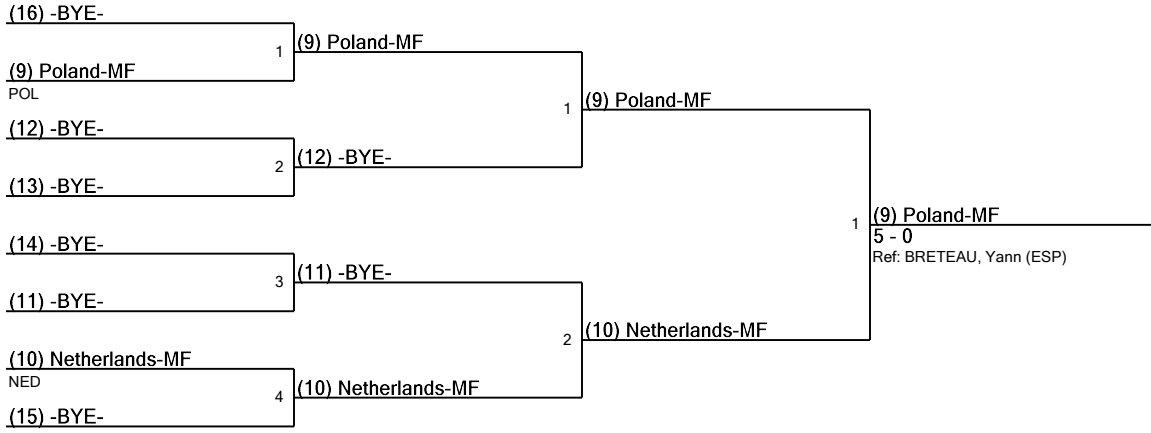 (16) -BYE-
1
(9) Poland-MF
(9) Poland-MF
POL
1
(9) Poland-MF
(12) -BYE-
2
(12) -BYE-
(13) -BYE-
1
(9) Poland-MF
5 - 0
Ref: BRETEAU, Yann (ESP)
(14) -BYE-
3
(11) -BYE-
(11) -BYE-
2
(10) Netherlands-MF
(10) Netherlands-MF
NED
4
(10) Netherlands-MF
(15) -BYE-